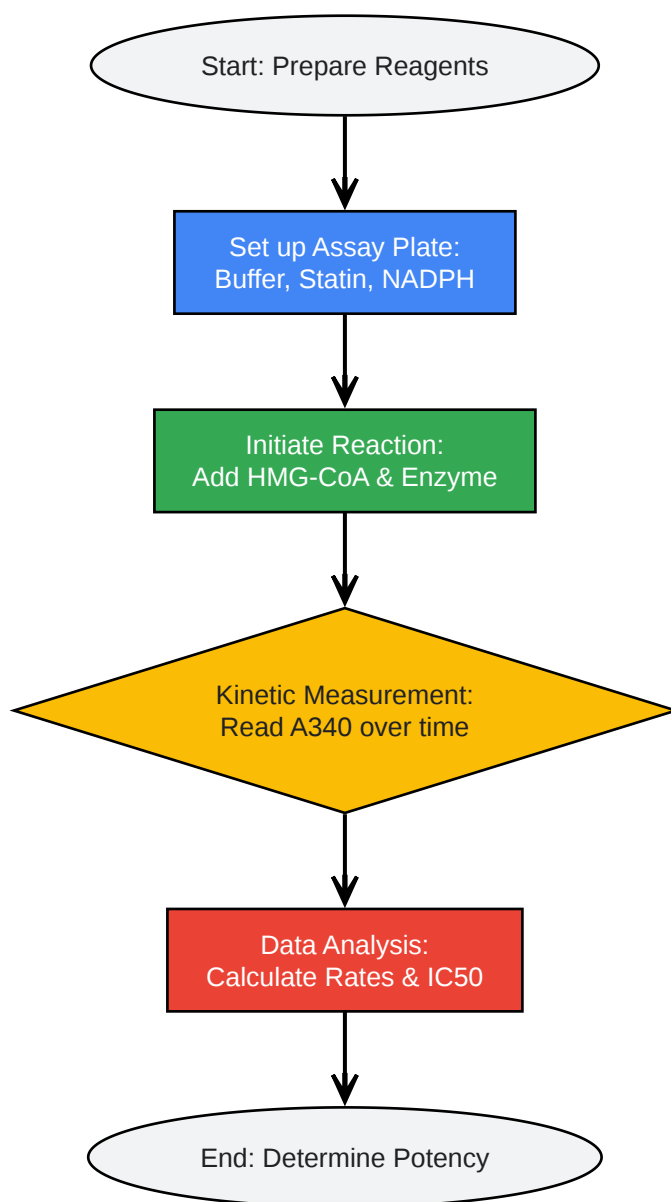 Start: Prepare Reagents
Set up Assay Plate:
Buffer, Statin, NADPH
Initiate Reaction:
Add HMG-CoA & Enzyme
Kinetic Measurement:
Read A340 over time
Data Analysis:
Calculate Rates & IC50
End: Determine Potency